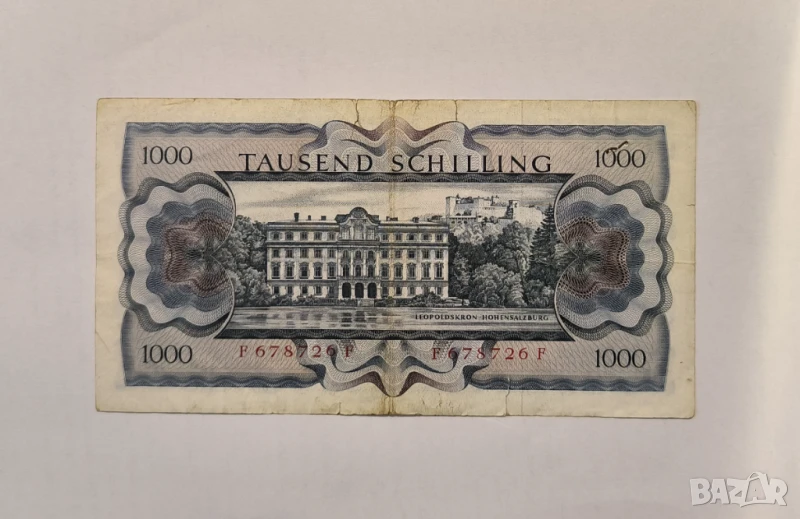 1000 TAUSEND SCHILLING 1000
LEOPOLDSKRON HOHENSALZBURG
F 678726 F F 678726 F
1000 1000
BAZAR